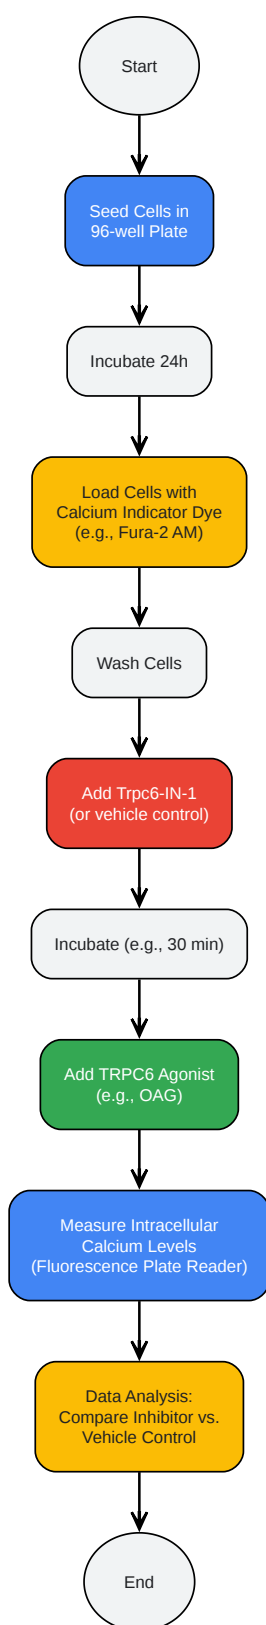 Start
Seed Cells in
96-well Plate
Incubate 24h
Load Cells with
Calcium Indicator Dye
(e.g., Fura-2 AM)
Wash Cells
Add Trpc6-IN-1
(or vehicle control)
Incubate (e.g., 30 min)
Add TRPC6 Agonist
(e.g., OAG)
Measure Intracellular
Calcium Levels
(Fluorescence Plate Reader)
Data Analysis:
Compare Inhibitor vs.
Vehicle Control
End